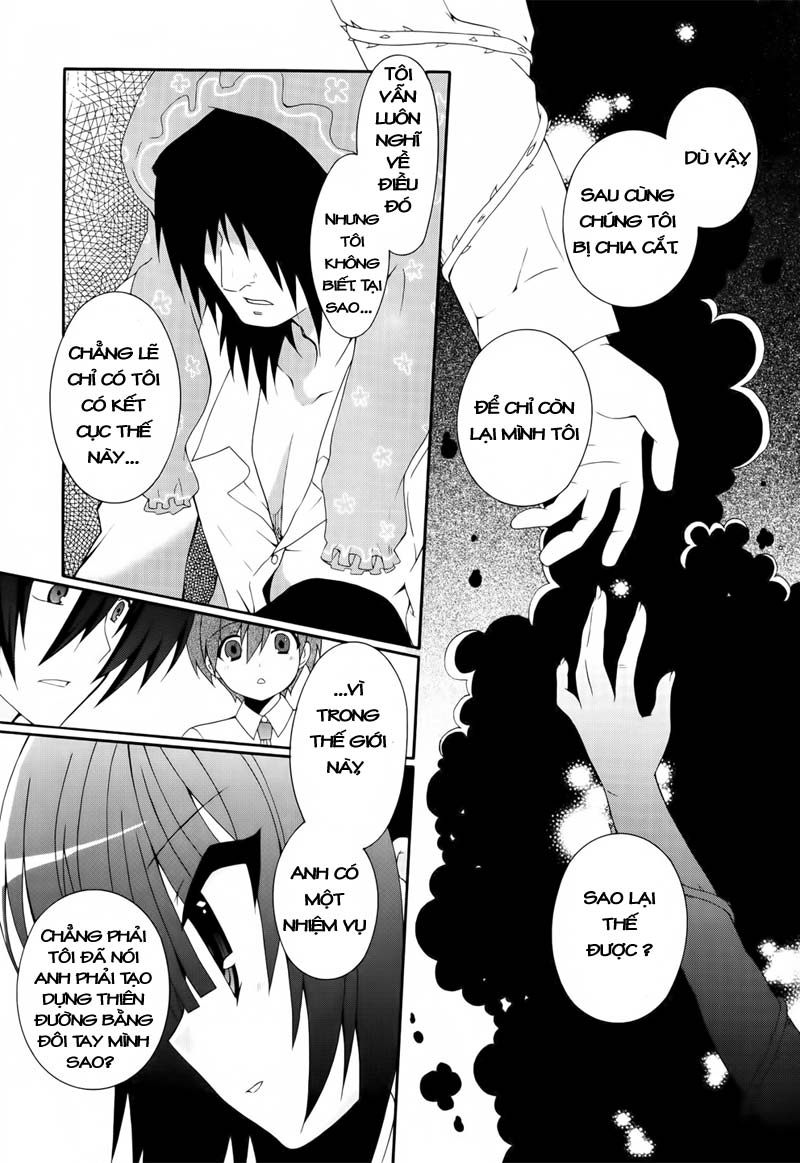 DÙ VẬY,
SAU CÙNG
CHÚNG TÔI
BỊ CHIA CẮT.
ĐỂ CHỈ CÒN
LẠI MÌNH TÔI
SAO LẠI
THẾ
ĐƯỢC ?
TÔI
VẪN
LUÔN
NGHĨ
VỀ
ĐIỀU
ĐÓ
NHƯNG
TÔI
KHÔNG
BIẾT. TẠI
SAO...
CHẲNG LẼ
CHỈ CÓ TÔI
CÓ KẾT
CỤC THẾ
NÀY...
...VÌ
TRONG
THẾ GIỚI
NÀY,
ANH CÓ
MỘT
NHIỆM VỤ
CHẲNG PHẢI
TÔI ĐÃ NÓI
ANH PHẢI TẠO
DỰNG THIÊN
ĐƯỜNG BẰNG
ĐÔI TAY MÌNH
SAO?